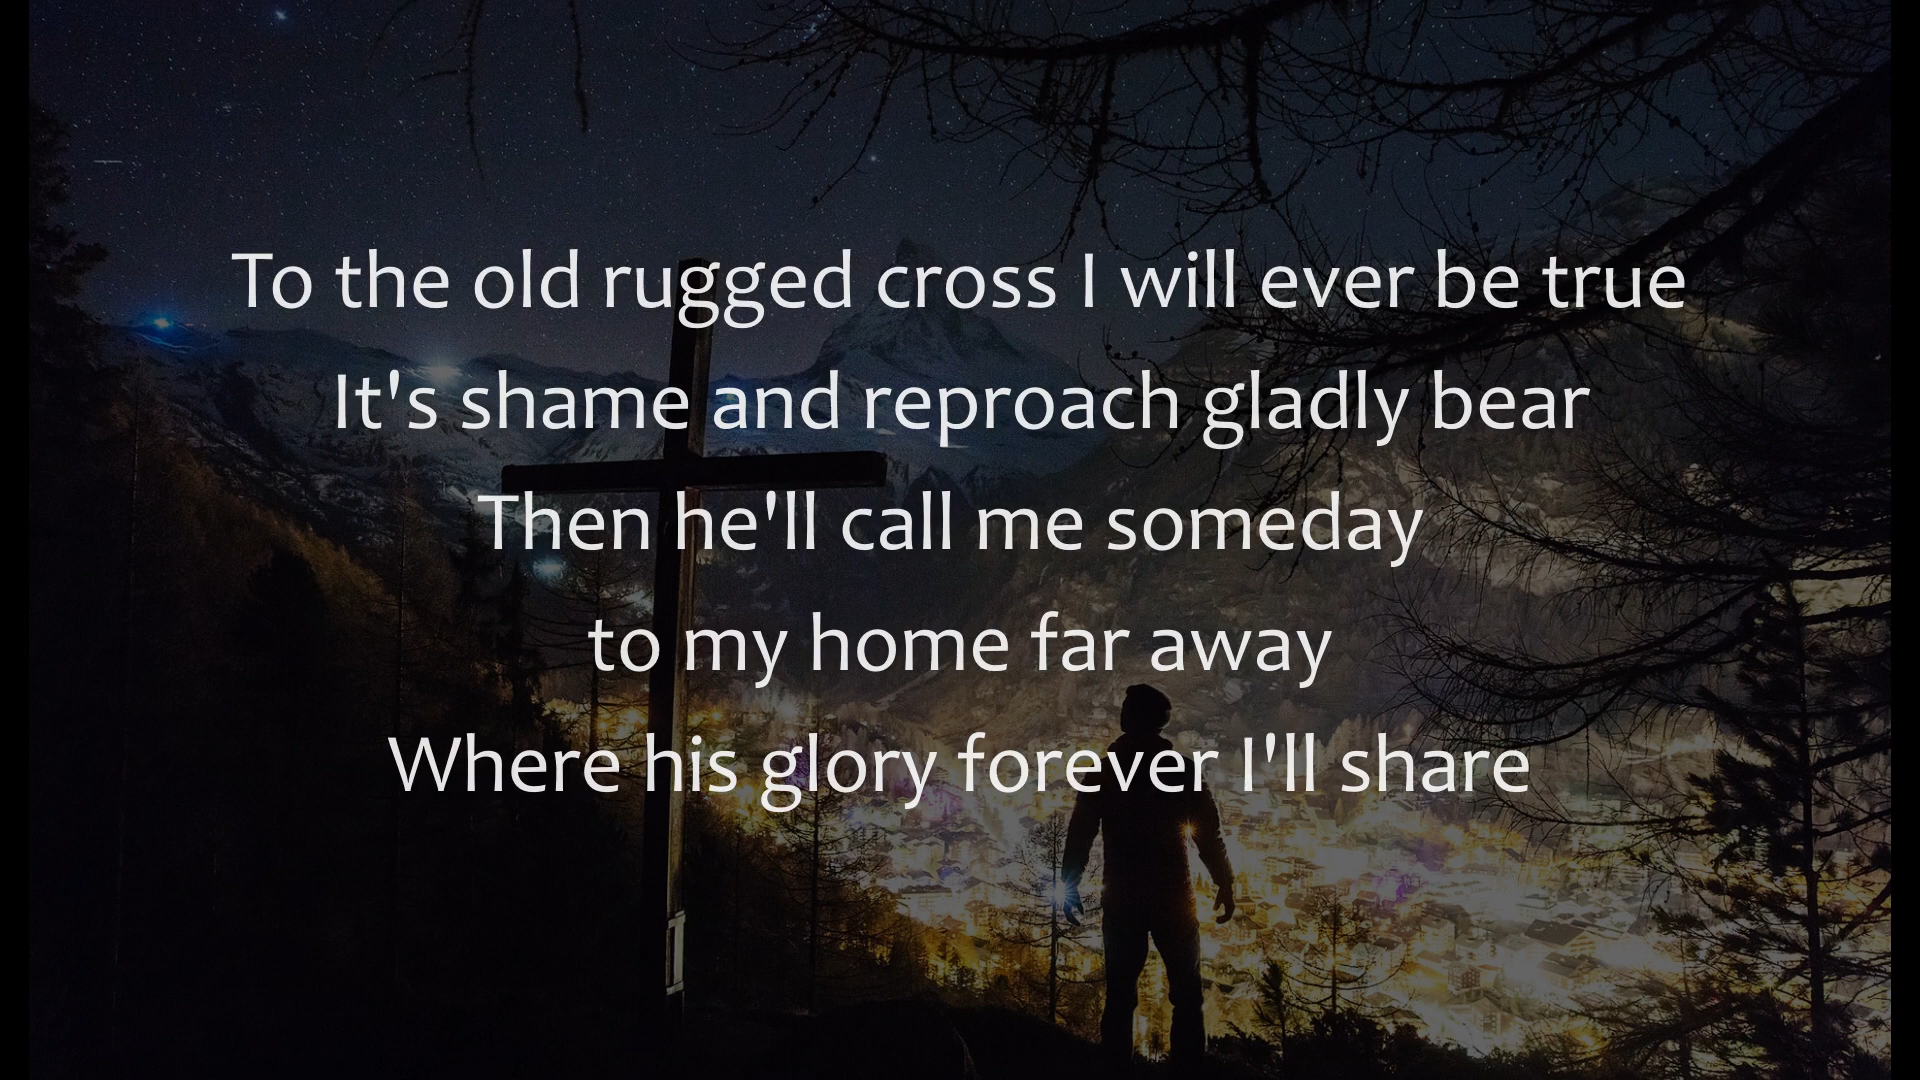 To the old rugged cross I will ever be true
It's shame and reproach gladly bear
Then he'll call me someday
to my home far away
Where his glory forever I'll share